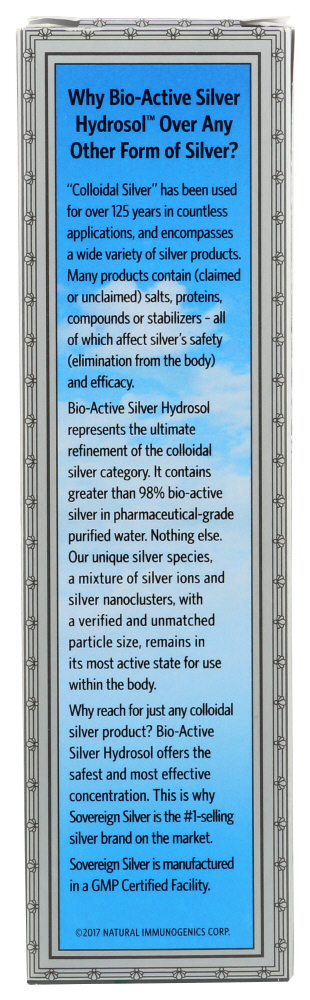 Why Bio-Active Silver
Hydrosol™ Over Any
Other Form of Silver?
“Colloidal Silver” has been used
for over 125 years in countless
applications, and encompasses
a wide variety of silver products.
Many products contain (claimed
or unclaimed) salts, proteins,
compounds or stabilizers – all
of which affect silver's safety
(elimination from the body)
and efficacy.
Bio-Active Silver Hydrosol
represents the ultimate
refinement of the colloidal
silver category. It contains
greater than 98% bio-active
silver in pharmaceutical-grade
purified water. Nothing else.
Our unique silver species,
a mixture of silver ions and
silver nanoclusters, with
a verified and unmatched
particle size, remains in
its most active state for use
within the body.
Why reach for just any colloidal
silver product? Bio-Active
Silver Hydrosol offers the
safest and most effective
concentration. This is why
Sovereign Silver is the #1-selling
silver brand on the market.
Sovereign Silver is manufactured
in a GMP Certified Facility.
©2017 NATURAL IMMUNOGENICS CORP.